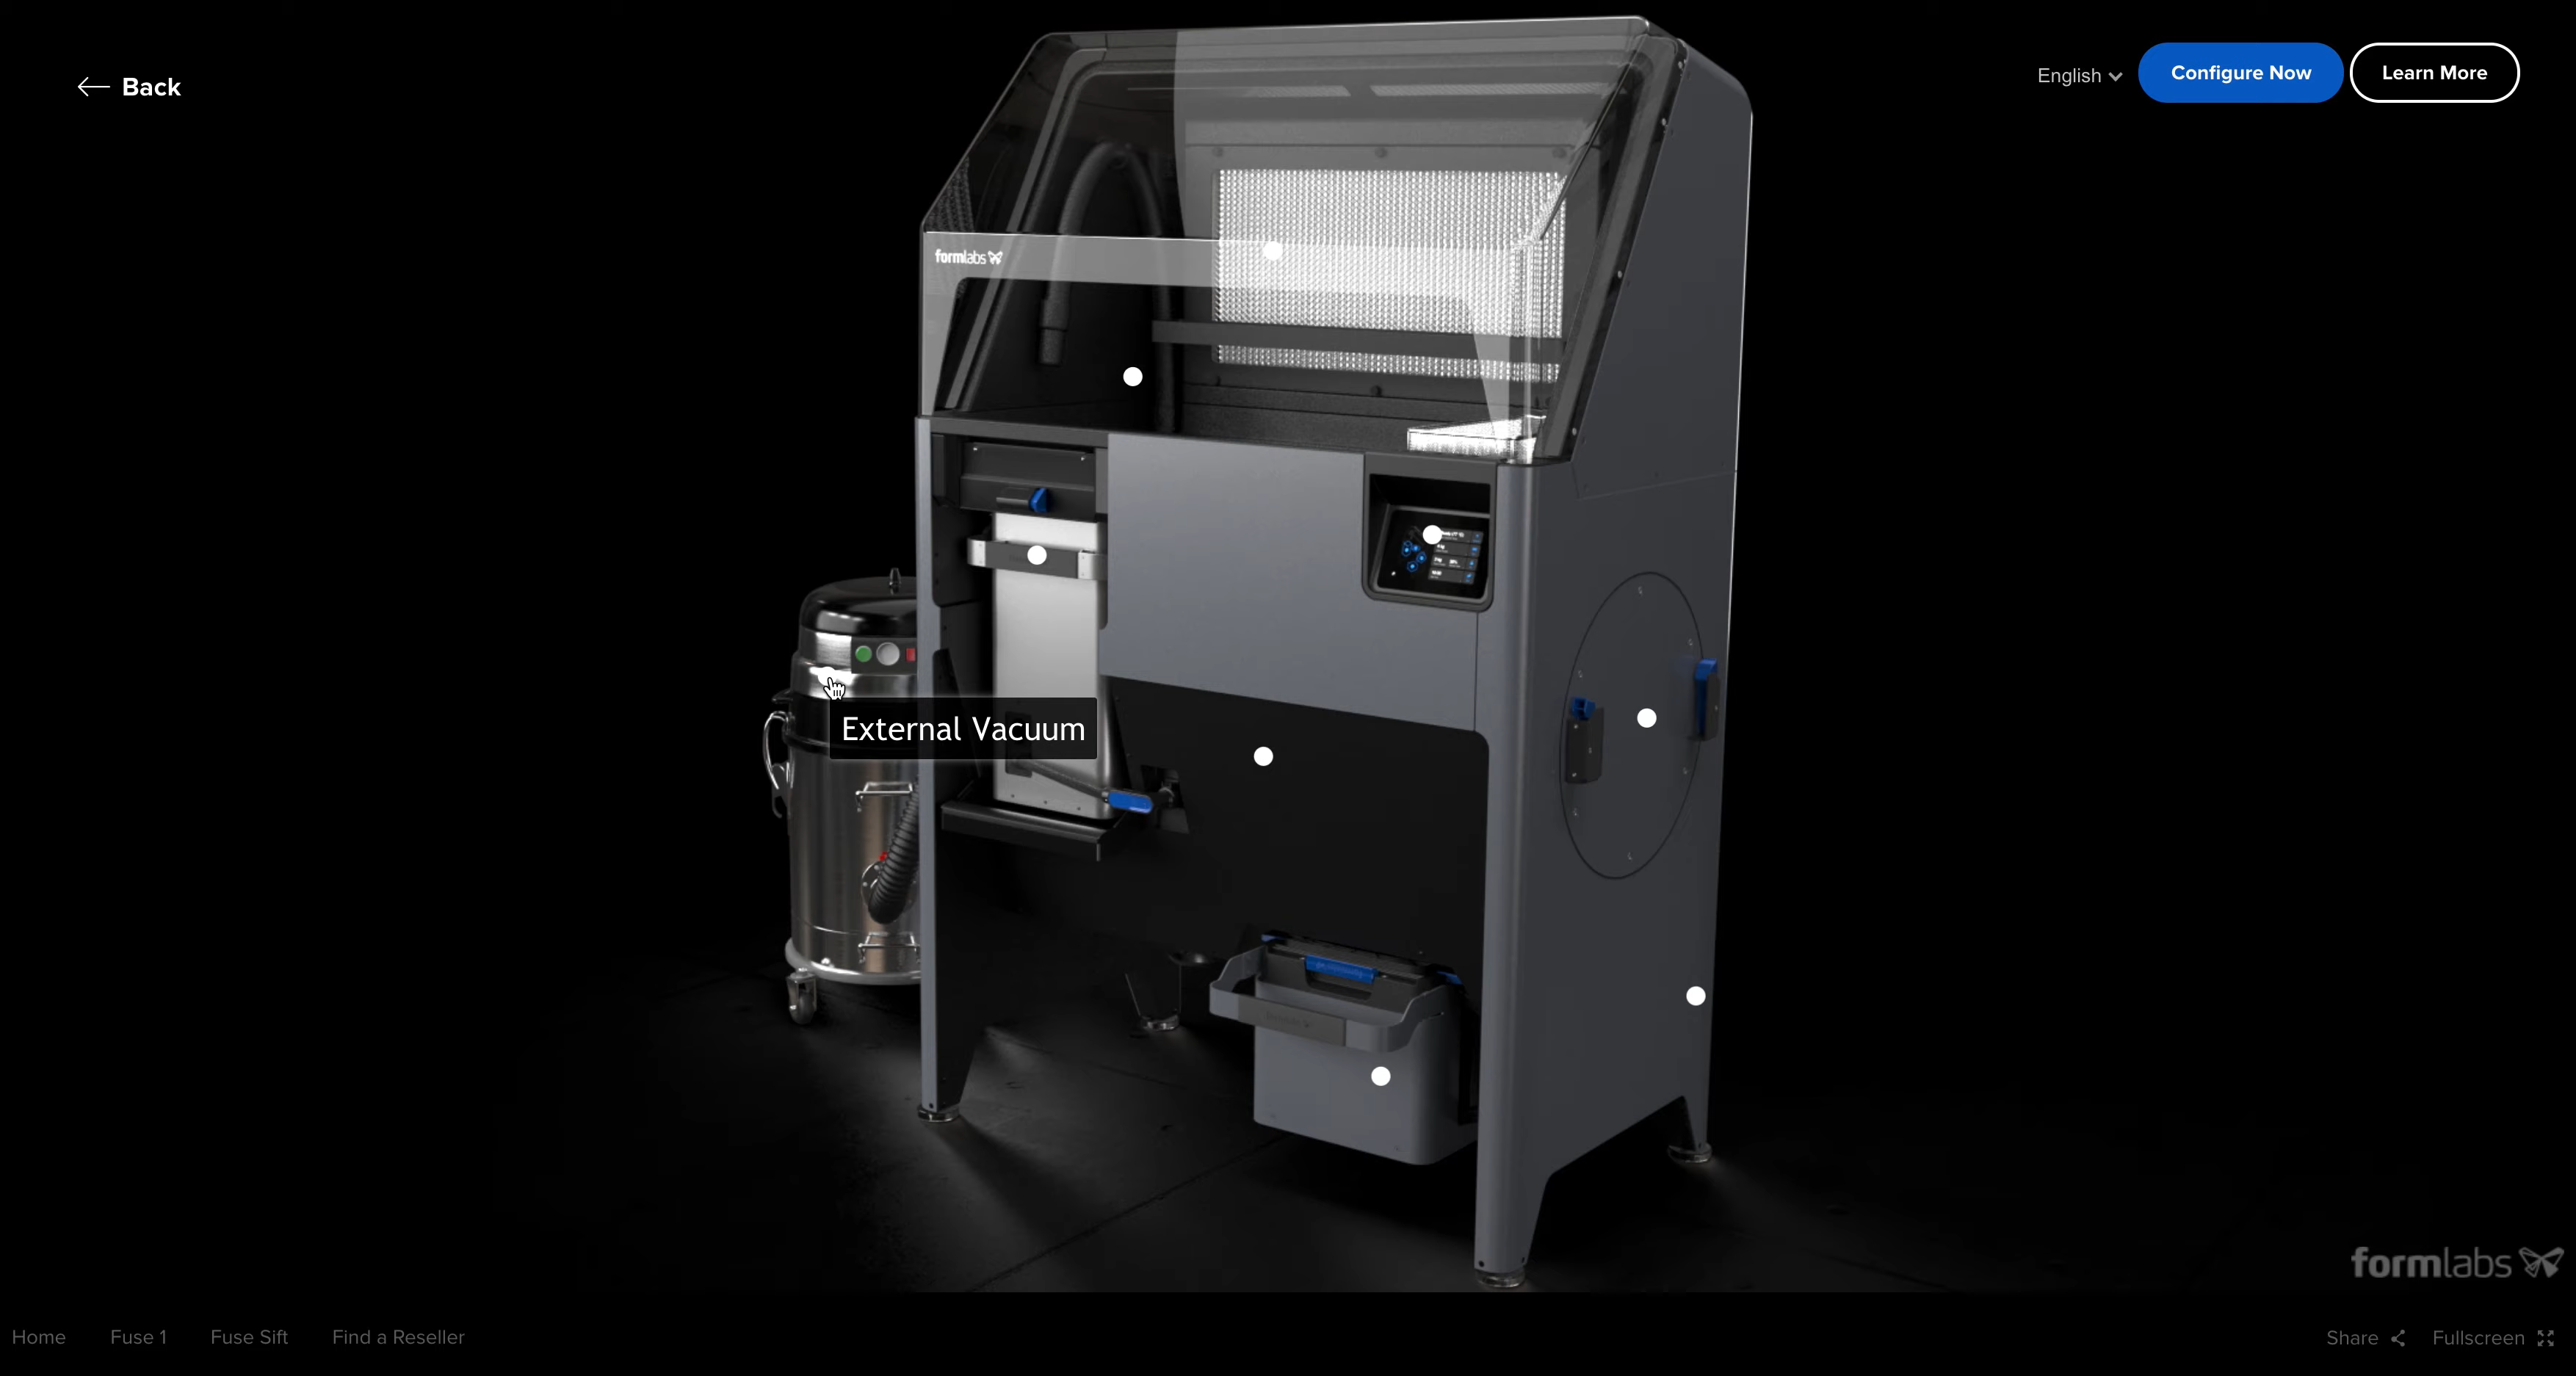 Back
English
Configure Now
Learn More
formlabs
External Vacuum
formlabs
Home
Fuse 1
Fuse Sift
Find a Reseller
Share
Fullscreen